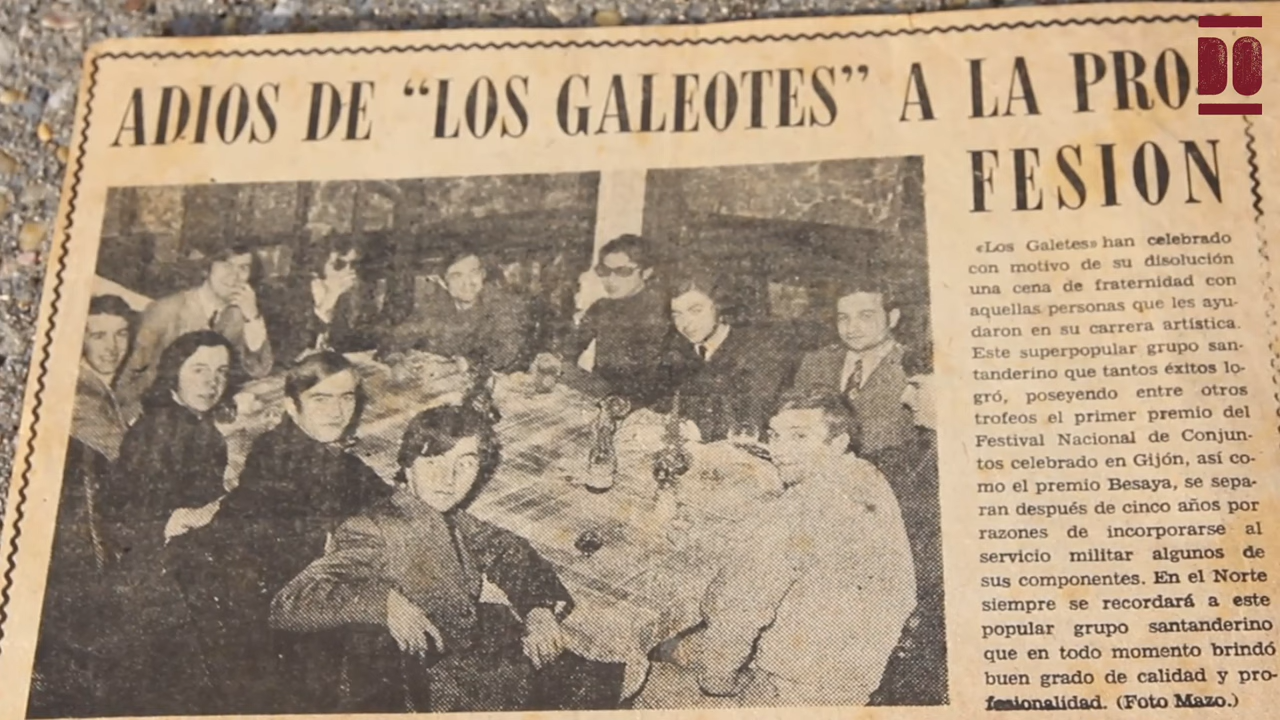 DO
ADIOS DE “LOS GALEOTES” A LA PRO-
FESION
«Los Galetes» han celebrado
con motivo de su disolución
una cena de fraternidad con
aquellas personas que les ayu-
daron en su carrera artística.
Este superpopular grupo san-
tanderino que tantos éxitos lo-
gró, poseyendo entre otros
trofeos el primer premio del
Festival Nacional de Conjun-
tos celebrado en Gijón, así co-
mo el premio Besaya, se sepa-
ran después de cinco años por
razones de incorporarse al
servicio militar algunos de
sus componentes. En el Norte
siempre se recordará a este
popular grupo santanderino
que en todo momento brindó
buen grado de calidad y pro-
fesionalidad. (Foto Mazo.)